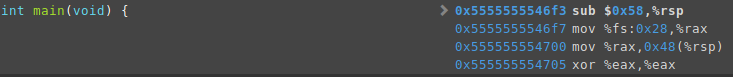 int main(void) {
0x5555555546f3 sub $0x58,%rsp
0x5555555546f7 mov %fs:0x28,%rax
0x555555554700 mov %rax,0x48(%rsp)
0x555555554705 xor %eax,%eax